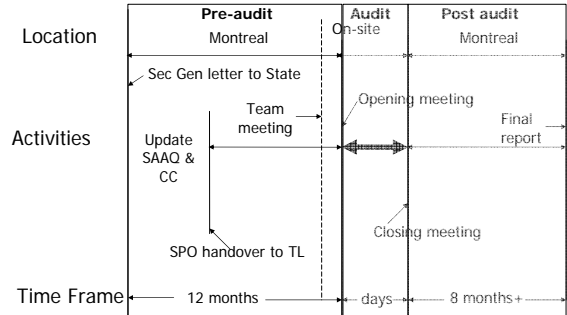 Pre-audit Audit Post audit
Location Montreal On-site Montreal
Sec Gen letter to State
Team
meeting
Opening meeting
Final
report
Activities
Update
SAAQ &
CC
Closing meeting
SPO handover to TL
Time Frame 12 months days 8 months+